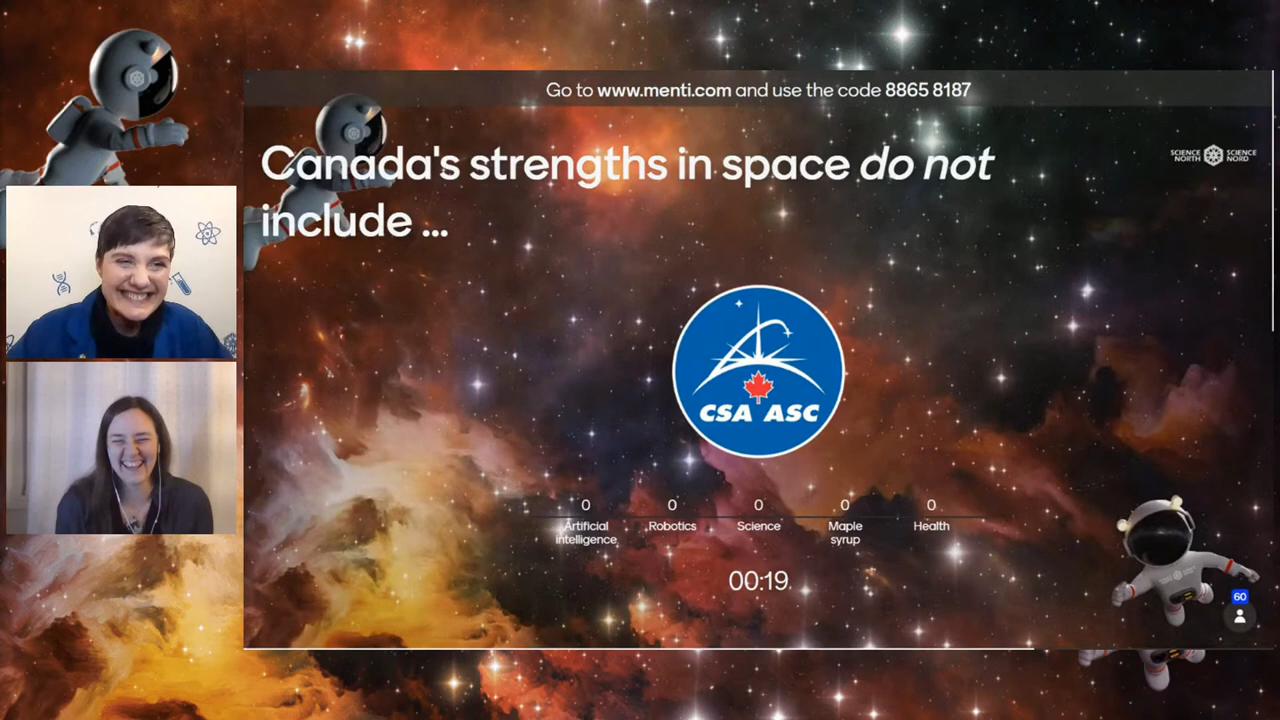 Go to www.menti.com and use the code 8865 8187
Canada's strengths in space do not
include ...
SCIENCE NORTH SCIENCE NORD
CSA ASC
0 0 0 0 0
Artificial intelligence Robotics Science Maple syrup Health
00:19
60